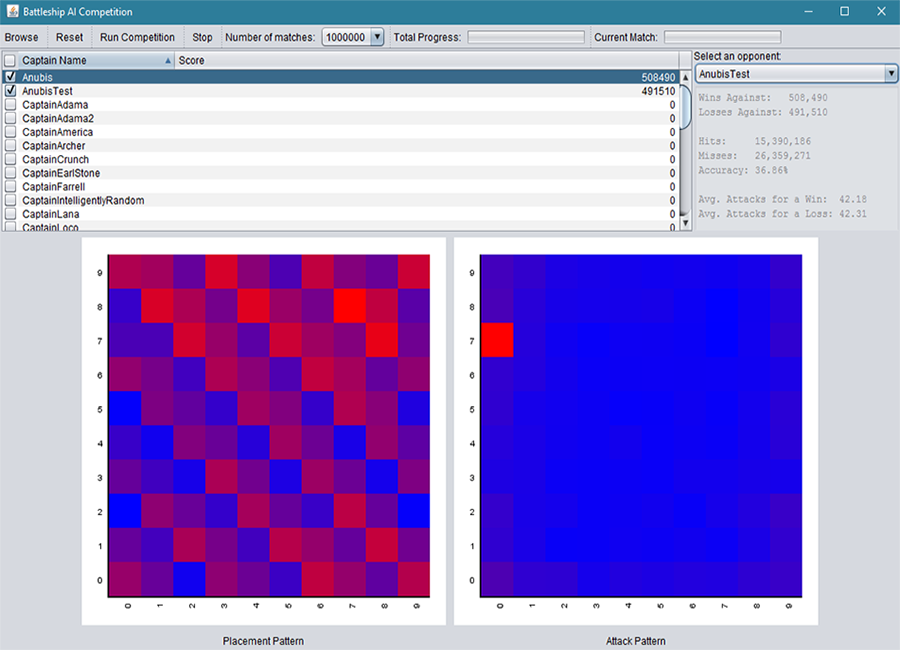 Battleship AI Competition
Browse Reset Run Competition Stop Number of matches: 1000000 Total Progress: Current Match:
Captain Name Score
Anubis 508490
AnubisTest 491510
CaptainAdama 0
CaptainAdama2 0
CaptainAmerica 0
CaptainArcher 0
CaptainCrunch 0
CaptainEarlStone 0
CaptainFarrell 0
CaptainIntelligentlyRandom 0
CaptainLana 0
CaptainLoco 0
Select an opponent:
AnubisTest
Wins Against: 508,490
Losses Against: 491,510
Hits: 15,390,186
Misses: 26,359,271
Accuracy: 36.86%
Avg. Attacks for a Win: 42.18
Avg. Attacks for a Loss: 42.31
9
8
7
6
5
4
3
2
1
0
0 1 2 3 4 5 6 7 8 9
Placement Pattern
9
8
7
6
5
4
3
2
1
0
0 1 2 3 4 5 6 7 8 9
Attack Pattern